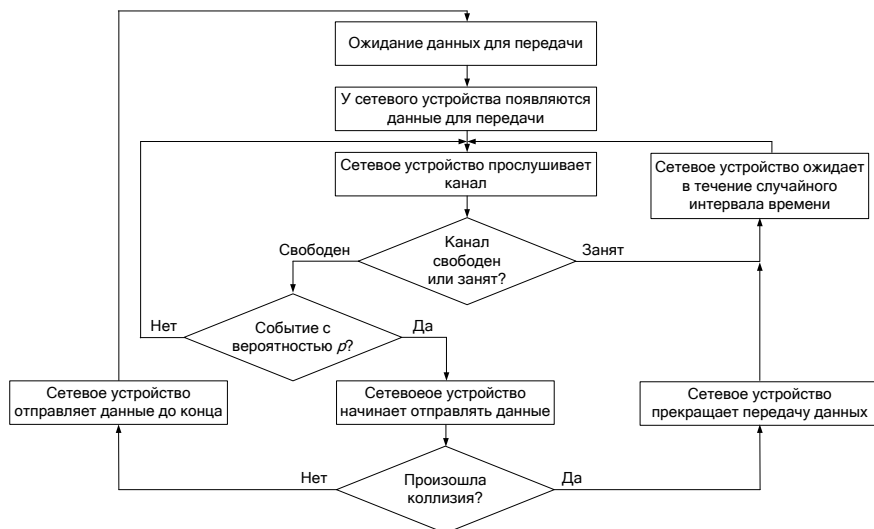 Ожидание данных для передачи
У сетевого устройства появляются
данные для передачи
Сетевое устройство прослушивает
канал
Сетевое устройство ожидает
в течение случайного
интервала времени
Свободен
Канал
свободен
или занят?
Занят
Нет
Событие с
вероятностью p?
Да
Сетевое устройство
отправляет данные до конца
Сетевоеое устройство
начинает отправлять данные
Сетевое устройство
прекращает передачу данных
Нет
Произошла
коллизия?
Да